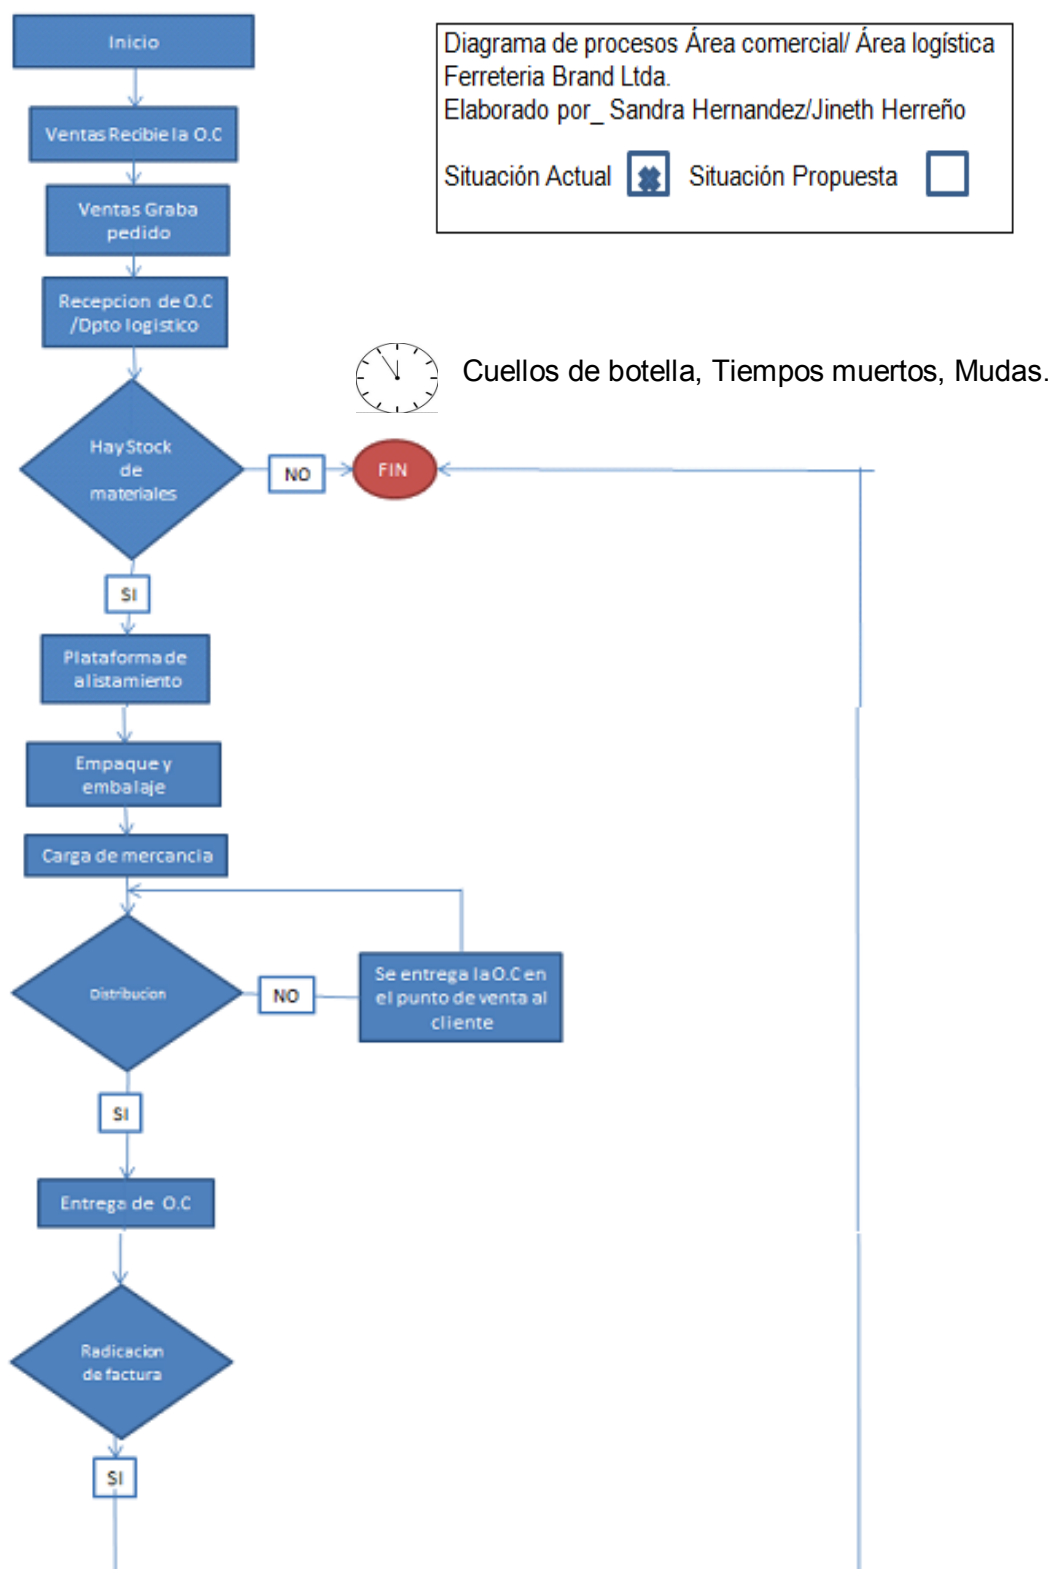 Inicio
Diagrama de procesos Área comercial/ Área logística
Ferreteria Brand Ltda.
Elaborado por_ Sandra Hernandez/Jineth Herreño
Situación Actual
Situación Propuesta
Ventas Recibie la O.C
Ventas Graba
pedido
Recepcion de O.C
/Dpto logistico
Cuellos de botella, Tiempos muertos, Mudas.
Hay Stock
de
materiales
NO
FIN
SI
Plataforma de
alistamiento
Empaque y
embalaje
Carga de mercancia
Distribucion
NO
Se entrega la O.C en
el punto de venta al
cliente
SI
Entrega de O.C
Radicacion
de factura
SI